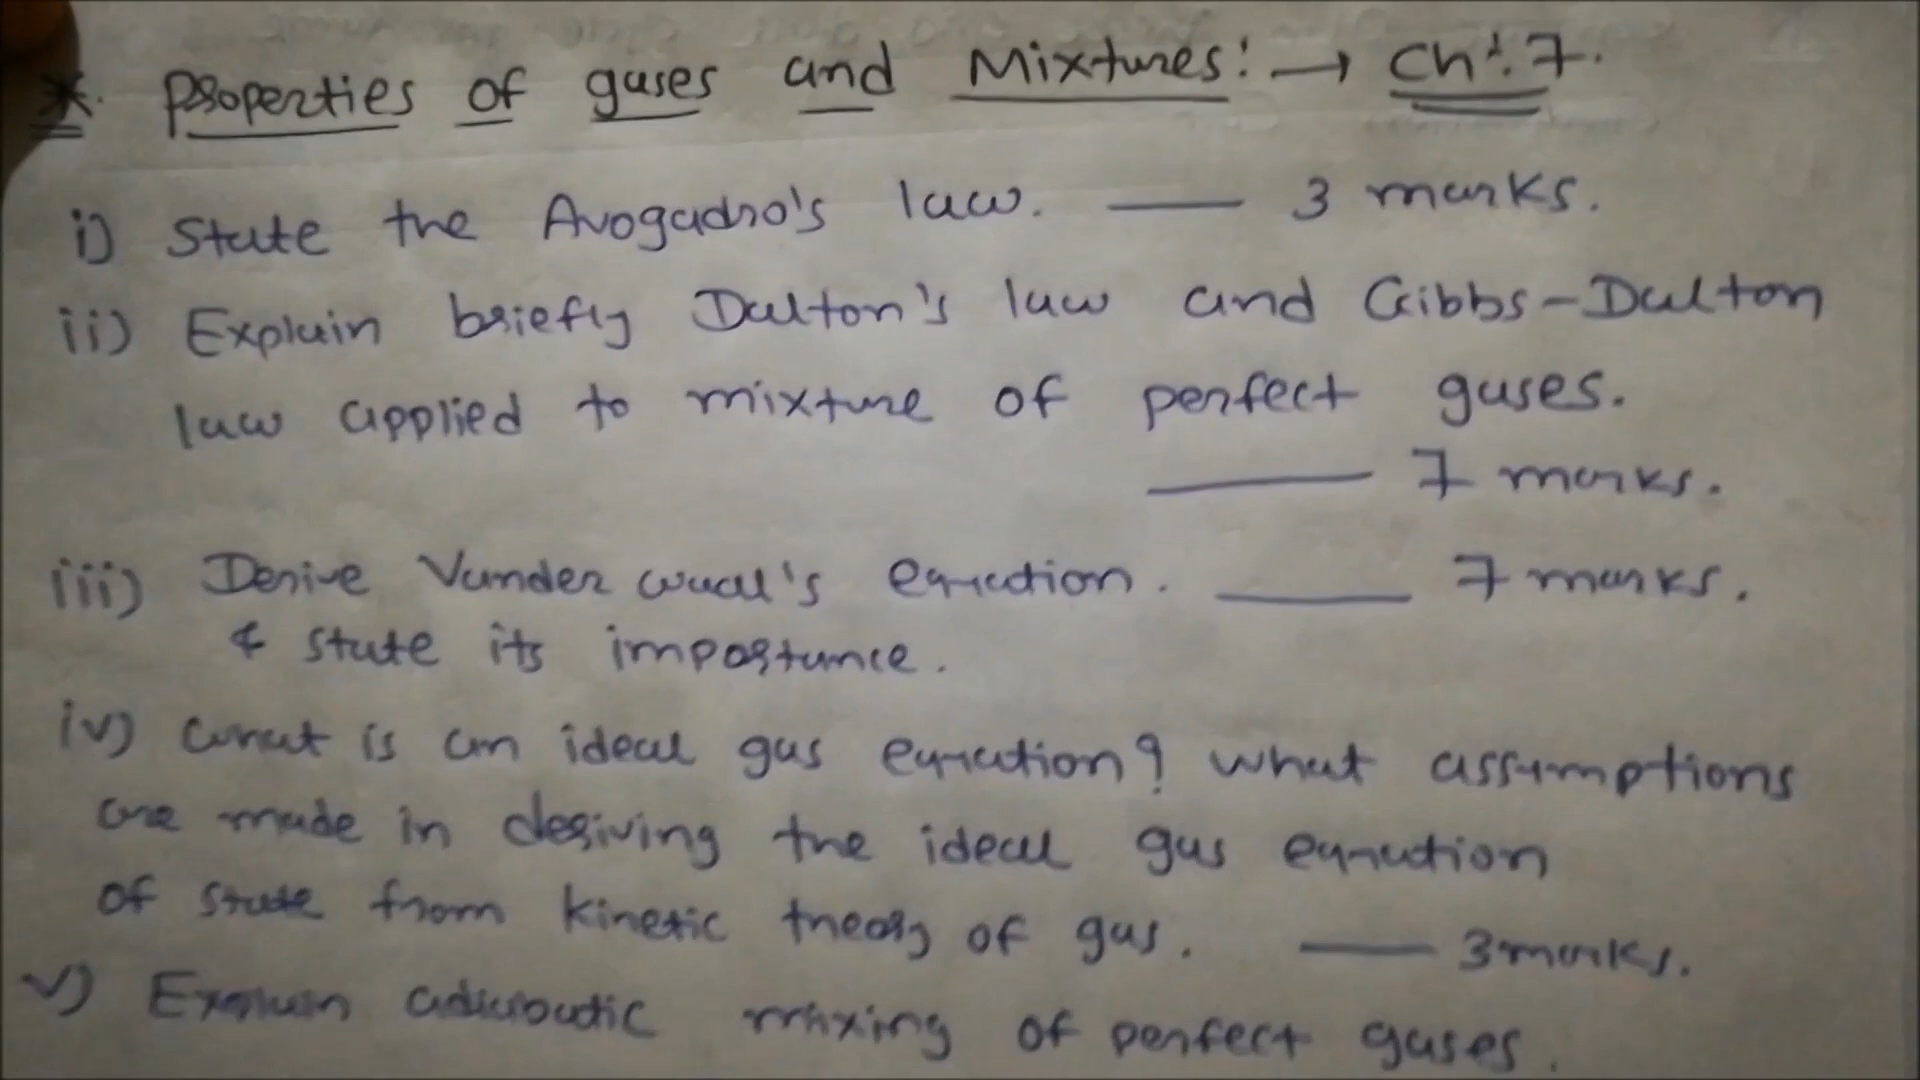 * Properties of gases and Mixtures:→ Ch:7.
i) State the Avogadro's law. — 3 marks.
ii) Explain briefly Dalton's law and Gibbs-Dalton
law applied to mixture of perfect gases.
— 7 marks.
iii) Derive Vander waal's equation. — 7 marks.
& state its importance.
iv) What is an ideal gas equation? What assumptions
are made in deriving the ideal gas equation
of state from kinetic theory of gas. — 3 marks.
v) Explain adiabatic mixing of perfect gases.